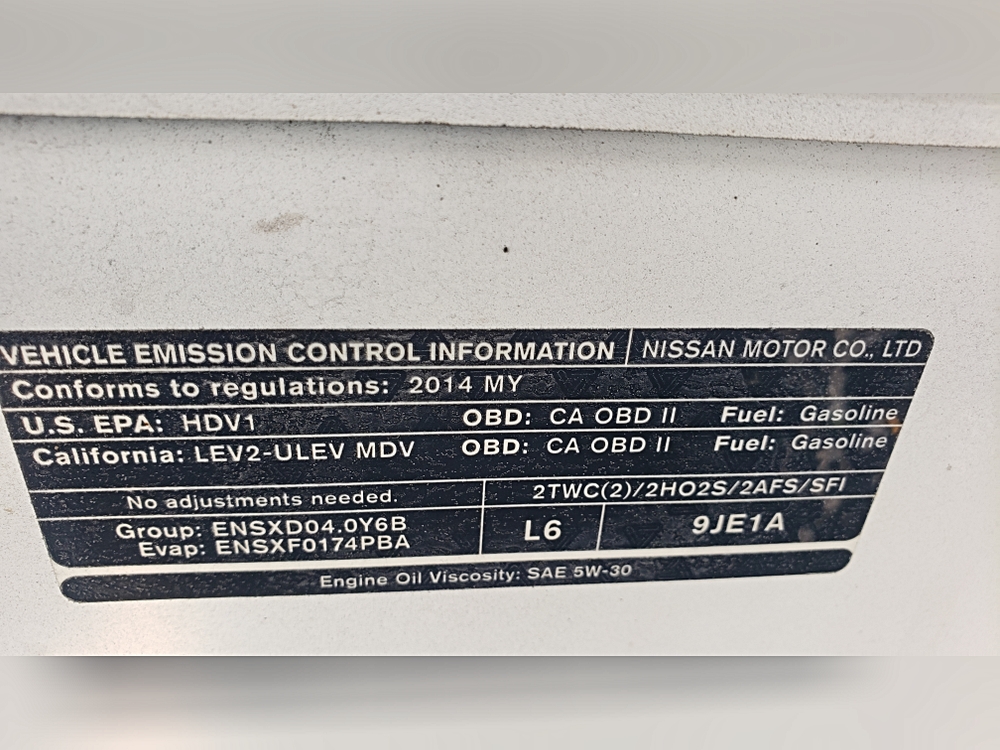 VEHICLE EMISSION CONTROL INFORMATION NISSAN MOTOR CO., LTD
Conforms to regulations: 2014 MY
U.S. EPA: HDV1 OBD: CA OBD II Fuel: Gasoline
California: LEV2-ULEV MDV OBD: CA OBD II Fuel: Gasoline
No adjustments needed. 2TWC(2)/2HO2S/2AFS/SFI
Group: ENSXD04.0Y6B L6 9JE1A
Evap: ENSXF0174PBA
Engine Oil Viscosity: SAE 5W-30